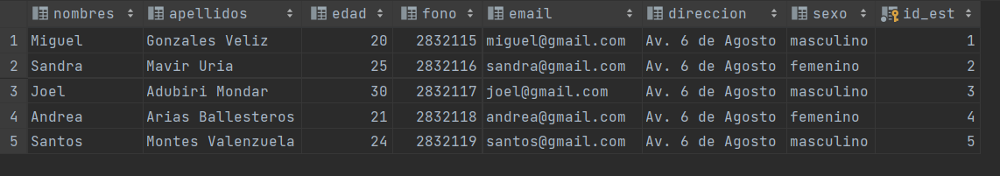 nombres apellidos edad fono email direccion sexo id_est
1 Miguel Gonzales Veliz 20 2832115 miguel@gmail.com Av. 6 de Agosto masculino 1
2 Sandra Mavir Uria 25 2832116 sandra@gmail.com Av. 6 de Agosto femenino 2
3 Joel Adubiri Mondar 30 2832117 joel@gmail.com Av. 6 de Agosto masculino 3
4 Andrea Arias Ballesteros 21 2832118 andrea@gmail.com Av. 6 de Agosto femenino 4
5 Santos Montes Valenzuela 24 2832119 santos@gmail.com Av. 6 de Agosto masculino 5